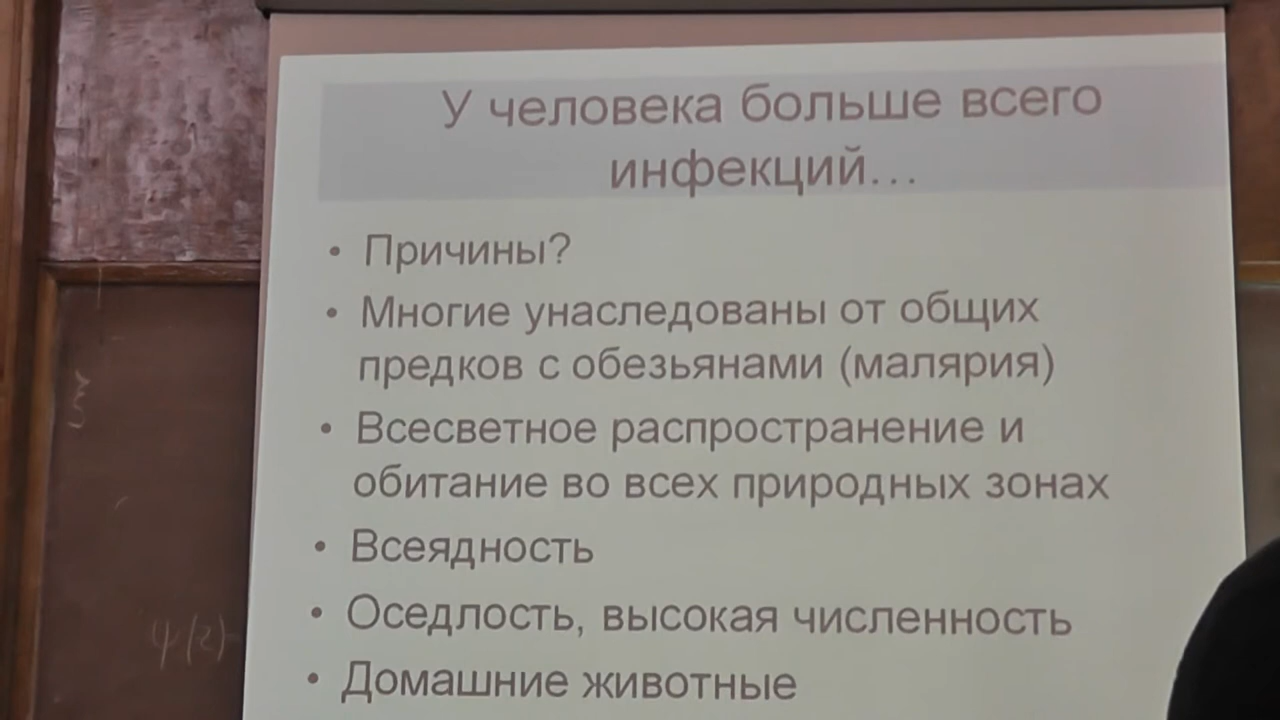 У человека больше всего
инфекций…
• Причины?
• Многие унаследованы от общих
предков с обезьянами (малярия)
• Всесветное распространение и
обитание во всех природных зонах
• Всеядность
• Оседлость, высокая численность
• Домашние животные
ψ(r)